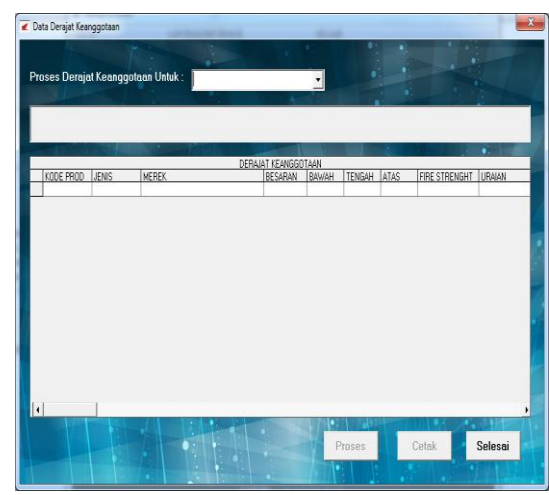 Data Derajat Keanggotaan
Proses Derajat Keanggotaan Untuk :
DERAJAT KEANGGOTAAN
KODE PROD JENIS MEREK BESARAN BAWAH TENGAH ATAS FIRE STRENGHT URAIAN
Proses Cetak Selesai